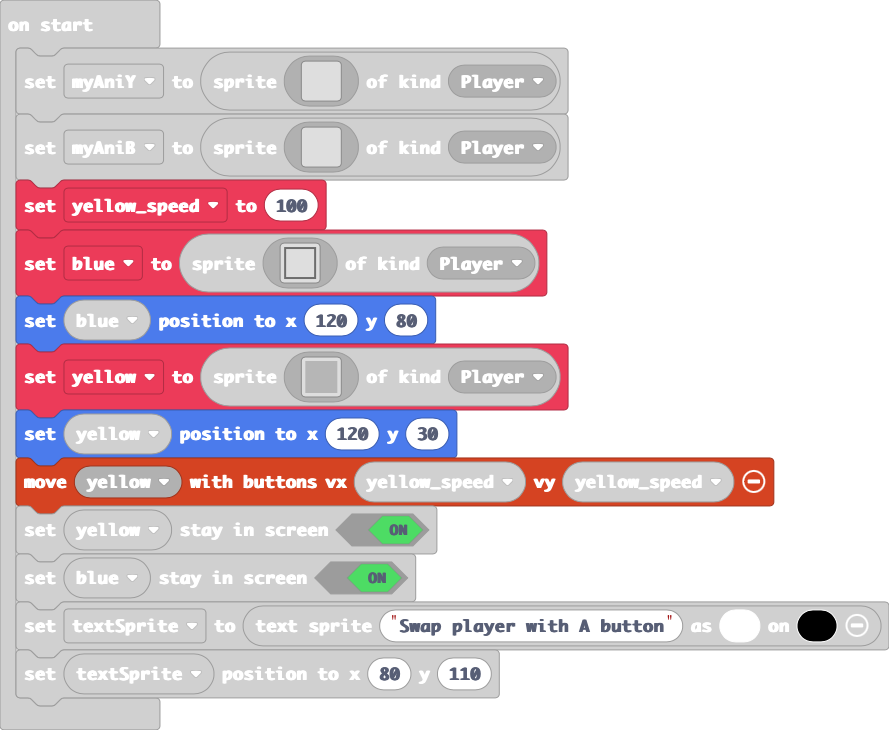 on start
set myAniY to sprite of kind Player
set myAniB to sprite of kind Player
set yellow_speed to 100
set blue to sprite of kind Player
set blue position to x 120 y 80
set yellow to sprite of kind Player
set yellow position to x 120 y 30
move yellow with buttons vx yellow_speed vy yellow_speed
set yellow stay in screen ON
set blue stay in screen ON
set textSprite to text sprite "Swap player with A button" as on
set textSprite position to x 80 y 110